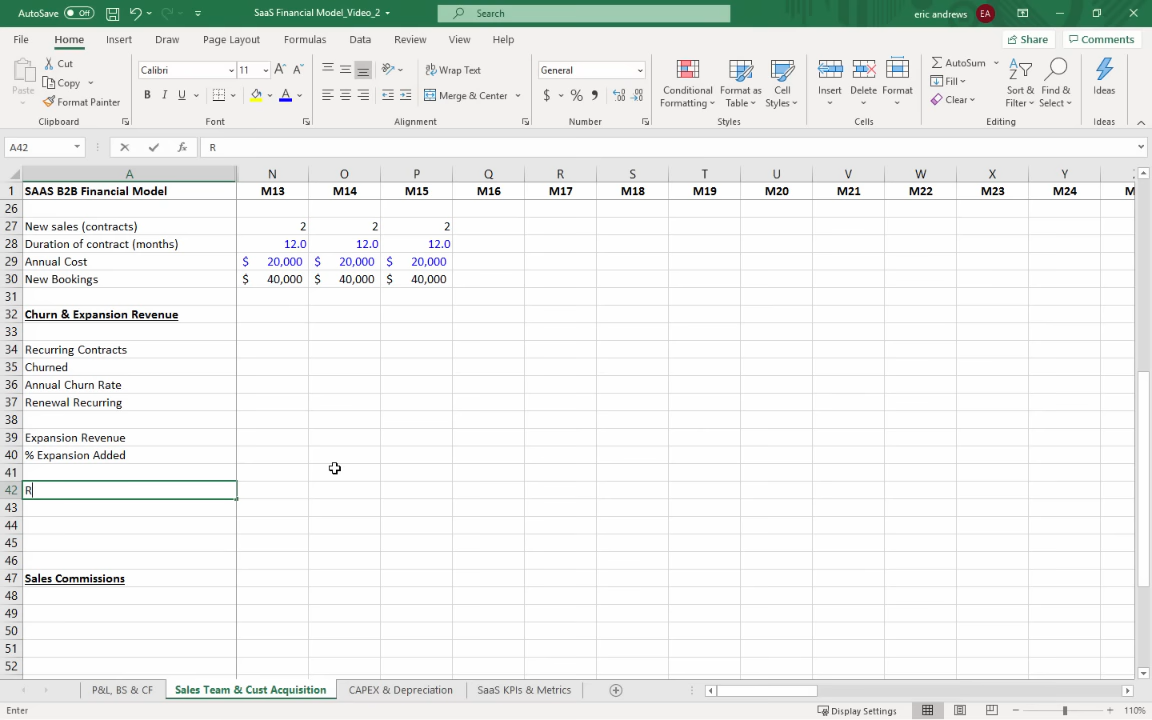 AutoSave Off SaaS Financial Model_Video_2 Search eric andrews EA
File Home Insert Draw Page Layout Formulas Data Review View Help Share Comments
Paste Cut Copy Format Painter Clipboard
Calibri 11 A A B I U A Font
Wrap Text Merge & Center Alignment
General $ % Number
Conditional Formatting Format as Table Cell Styles Styles
Insert Delete Format Cells
AutoSum Fill Clear Sort & Filter Find & Select Editing
Ideas Ideas
A42 fx R
A N O P Q R S T U V W X Y
1 SAAS B2B Financial Model M13 M14 M15 M16 M17 M18 M19 M20 M21 M22 M23 M24
26
27 New sales (contracts) 2 2 2
28 Duration of contract (months) 12.0 12.0 12.0
29 Annual Cost $ 20,000 $ 20,000 $ 20,000
30 New Bookings $ 40,000 $ 40,000 $ 40,000
31
32 Churn & Expansion Revenue
33
34 Recurring Contracts
35 Churned
36 Annual Churn Rate
37 Renewal Recurring
38
39 Expansion Revenue
40 % Expansion Added
41
42 R
43
44
45
46
47 Sales Commissions
48
49
50
51
52
P&L, BS & CF Sales Team & Cust Acquisition CAPEX & Depreciation SaaS KPIs & Metrics
Enter Display Settings 110%